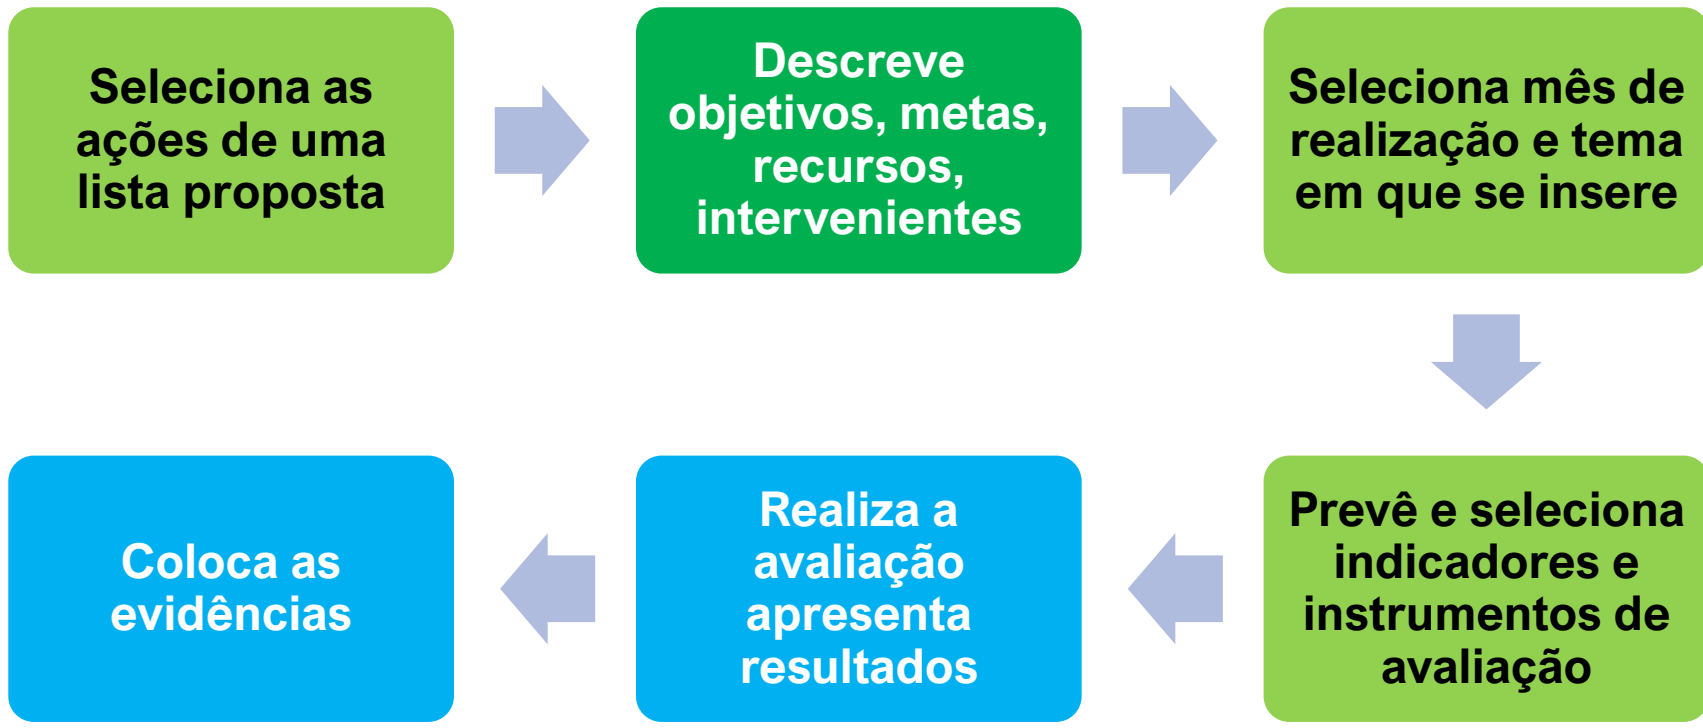 Seleciona as
ações de uma
lista proposta
Descreve
objetivos, metas,
recursos,
intervenientes
Seleciona mês de
realização e tema
em que se insere
Prevê e seleciona
indicadores e
instrumentos de
avaliação
Realiza a
avaliação
apresenta
resultados
Coloca as
evidências